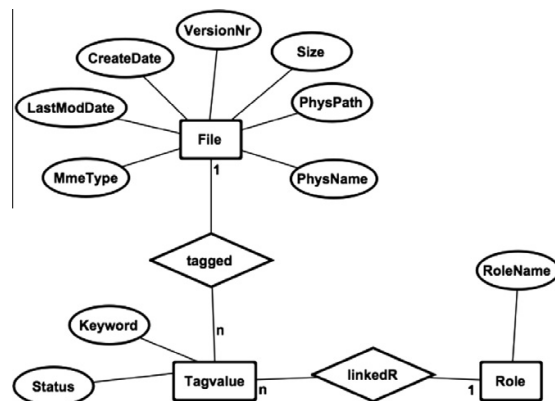 VersionNr
CreateDate
Size
LastModDate
PhysPath
File
MmeType
1
PhysName
tagged
RoleName
Keyword
n
Status
Tagvalue
n
linkedR
1
Role